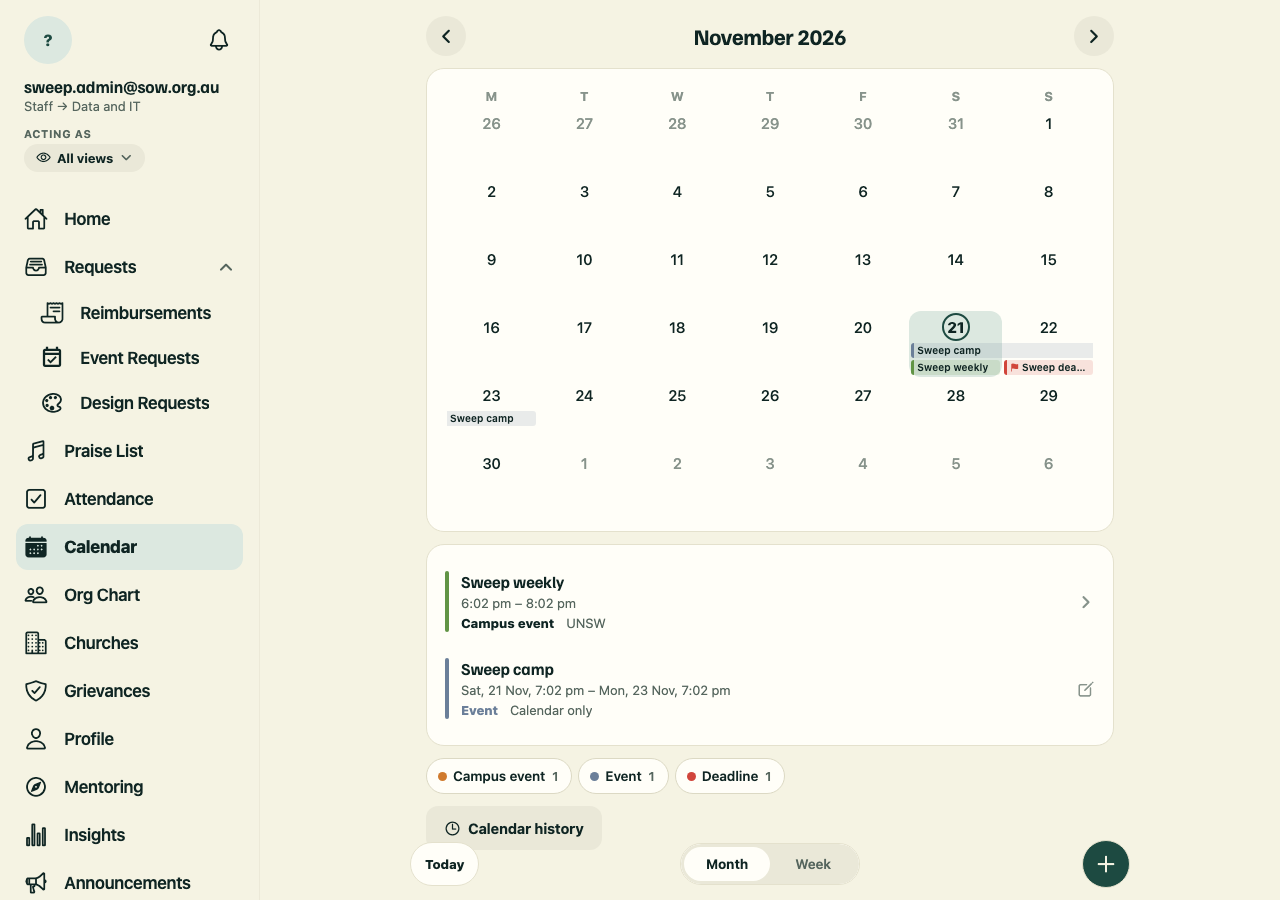 ?
sweep.admin@sow.org.au
Staff → Data and IT
ACTING AS
All views
Home
Requests
Reimbursements
Event Requests
Design Requests
Praise List
Attendance
Calendar
Org Chart
Churches
Grievances
Profile
Mentoring
Insights
Announcements
November 2026
M T W T F S S
26 27 28 29 30 31 1
2 3 4 5 6 7 8
9 10 11 12 13 14 15
16 17 18 19 20 21 22
Sweep camp
Sweep weekly Sweep dea...
23 24 25 26 27 28 29
Sweep camp
30 1 2 3 4 5 6
Sweep weekly
6:02 pm – 8:02 pm
Campus event UNSW
Sweep camp
Sat, 21 Nov, 7:02 pm – Mon, 23 Nov, 7:02 pm
Event Calendar only
Campus event 1 Event 1 Deadline 1
Calendar history
Today Month Week